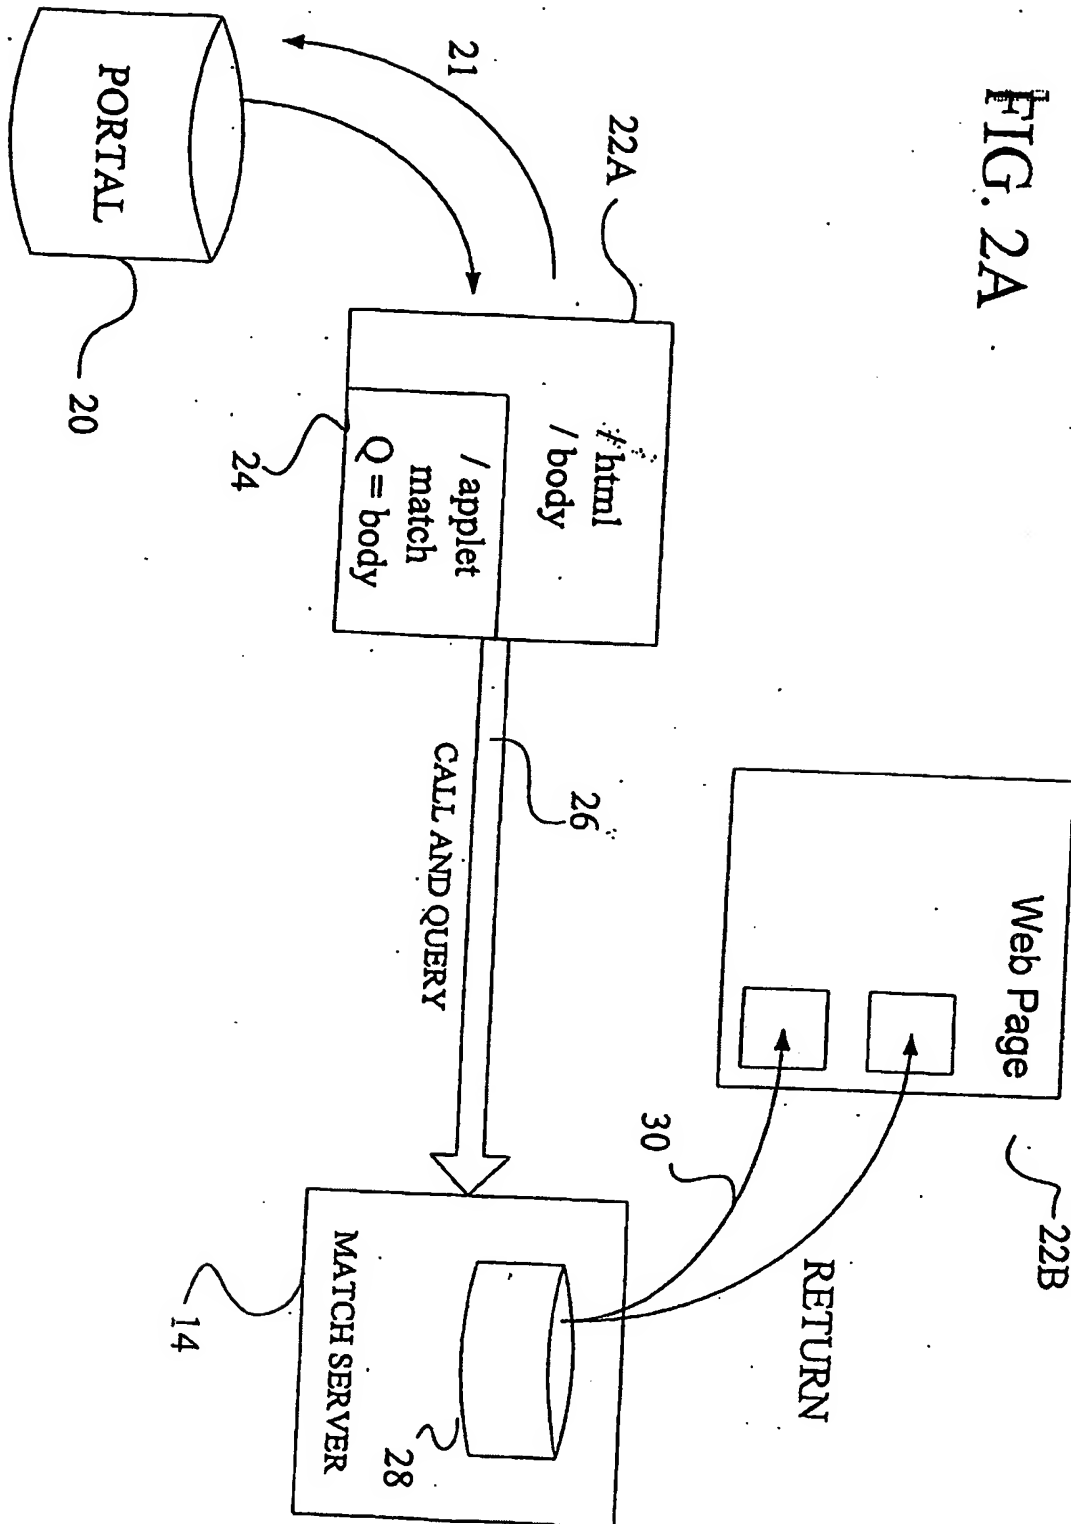 FIG. 2A
Web Page
22B
22A
/ html
/ body
/ applet
match
Q = body
24
21
PORTAL
20
26
CALL AND QUERY
30
RETURN
28
MATCH SERVER
14